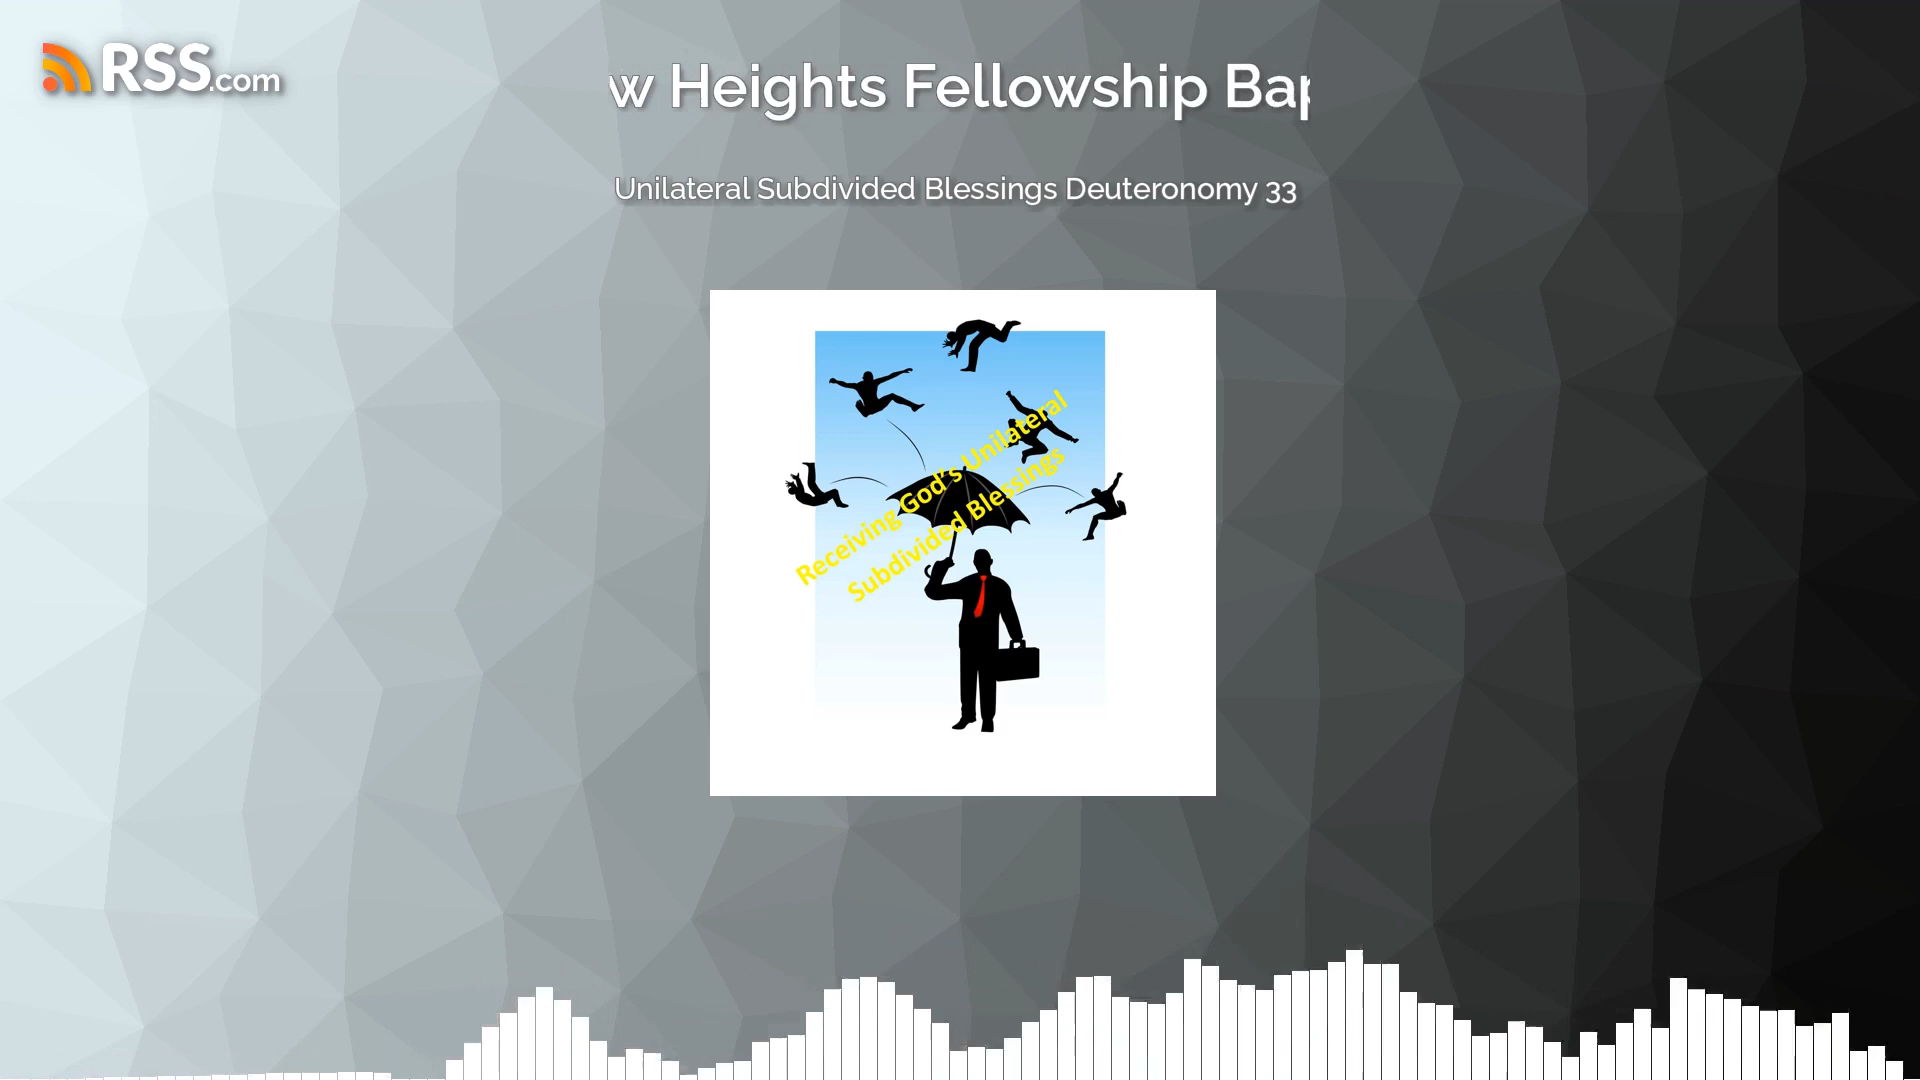 RSS.com
w Heights Fellowship Bap
Unilateral Subdivided Blessings Deuteronomy 33
Receiving God's Unilateral
Subdivided Blessings